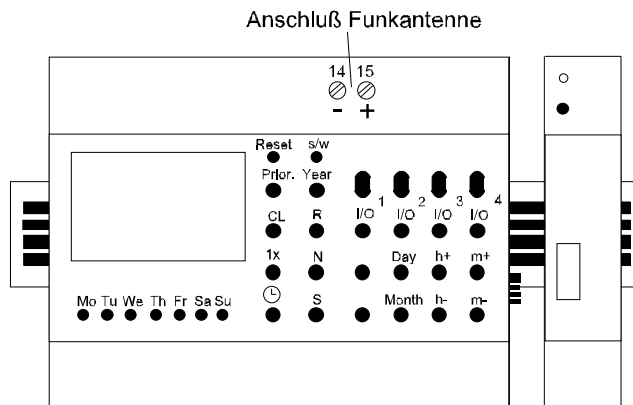 Anschluß Funkantenne
14 15
- +
Reset s/w
Prior. Year
1 2 3 4
CL R I/O I/O I/O I/O
1x N Day h+ m+
Mo Tu We Th Fr Sa Su
S Month h- m-